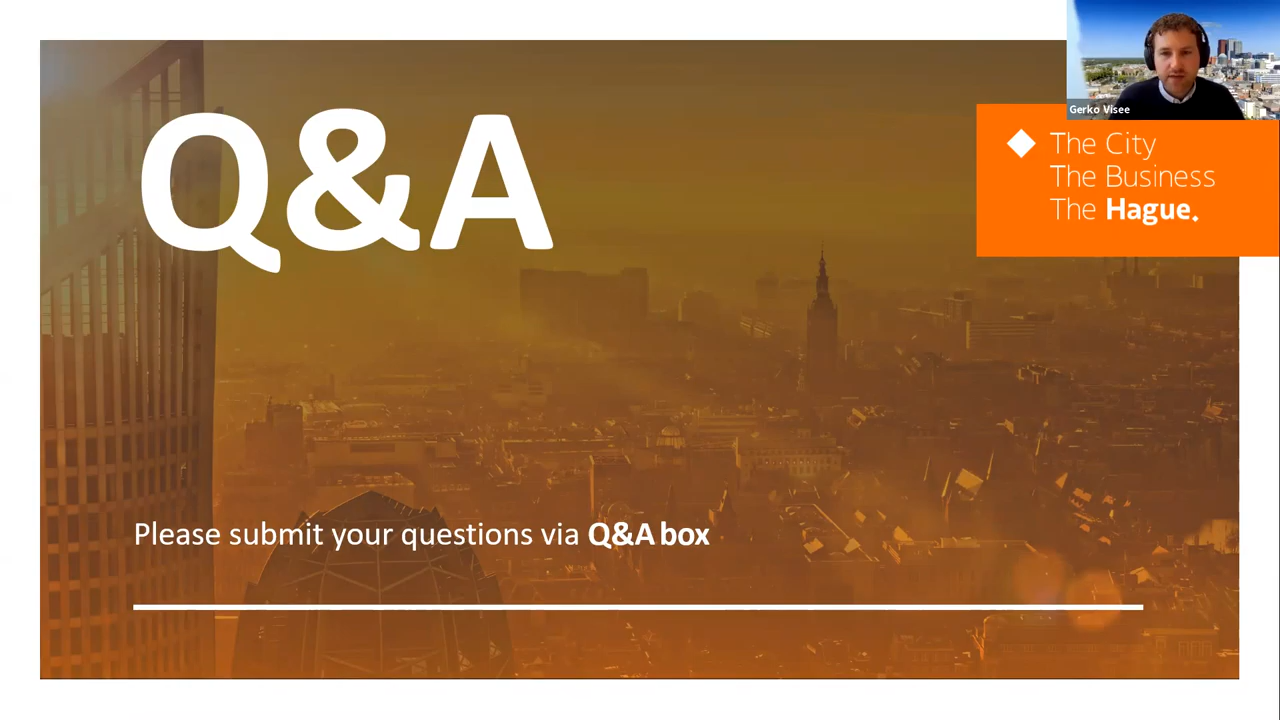 Q&A
Gerko Visee
The City
The Business
The Hague.
Please submit your questions via Q&A box